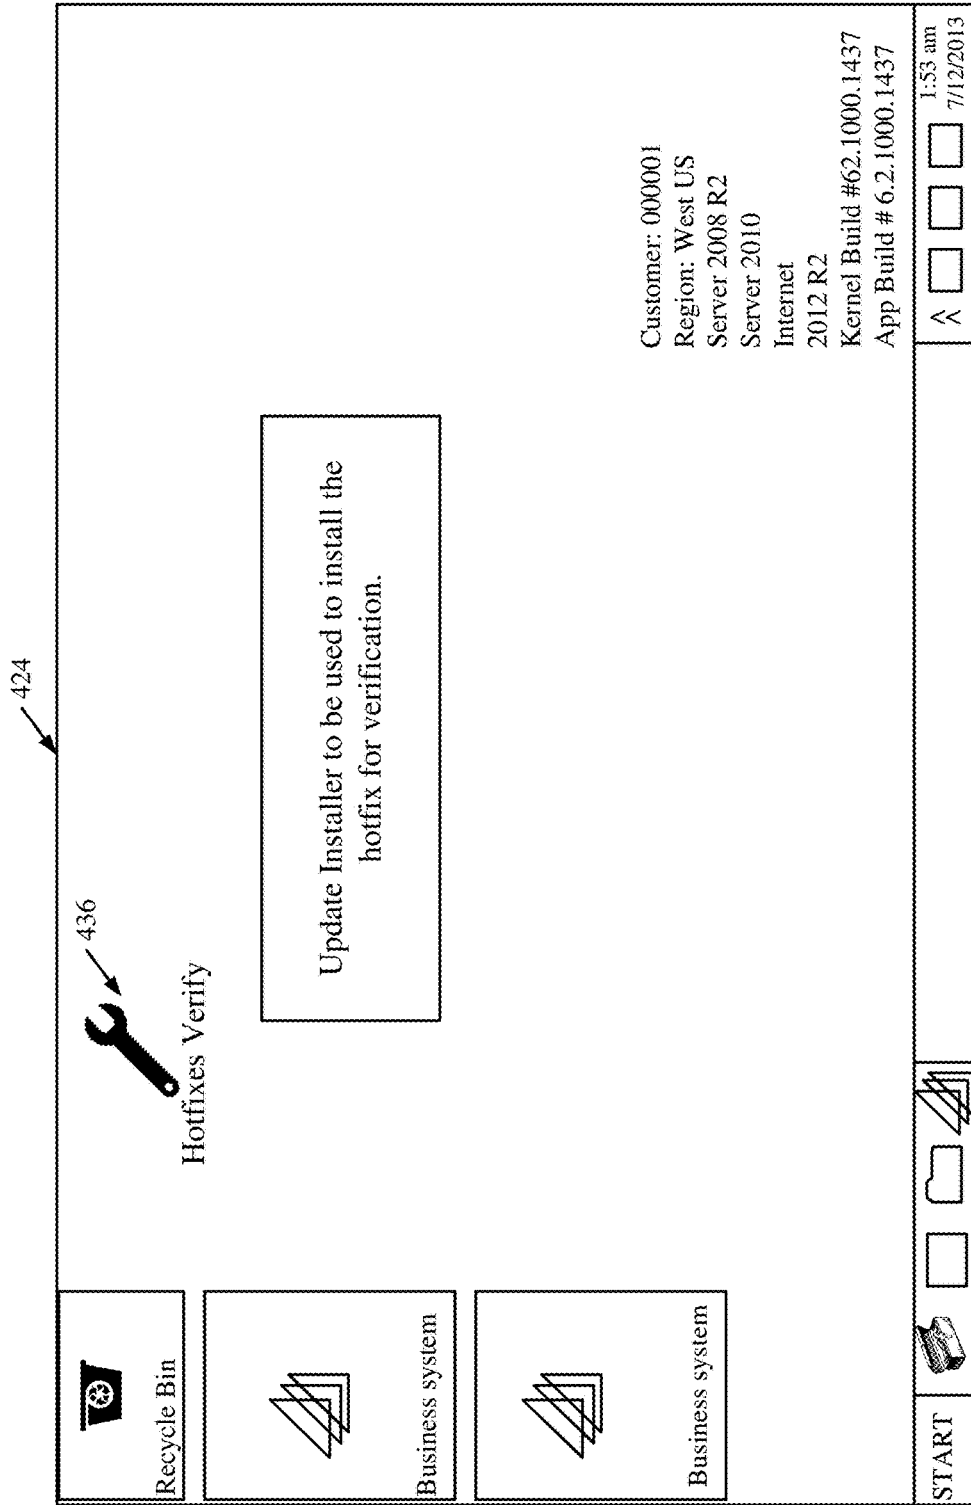 424
436
Recycle Bin
Hotfixes Verify
Business system
Update Installer to be used to install the
hotfix for verification.
Business system
Customer: 000001
Region: West US
Server 2008 R2
Server 2010
Internet
2012 R2
Kernel Build #62.1000.1437
App Build # 6.2.1000.1437
START
1:53 am
7/12/2013